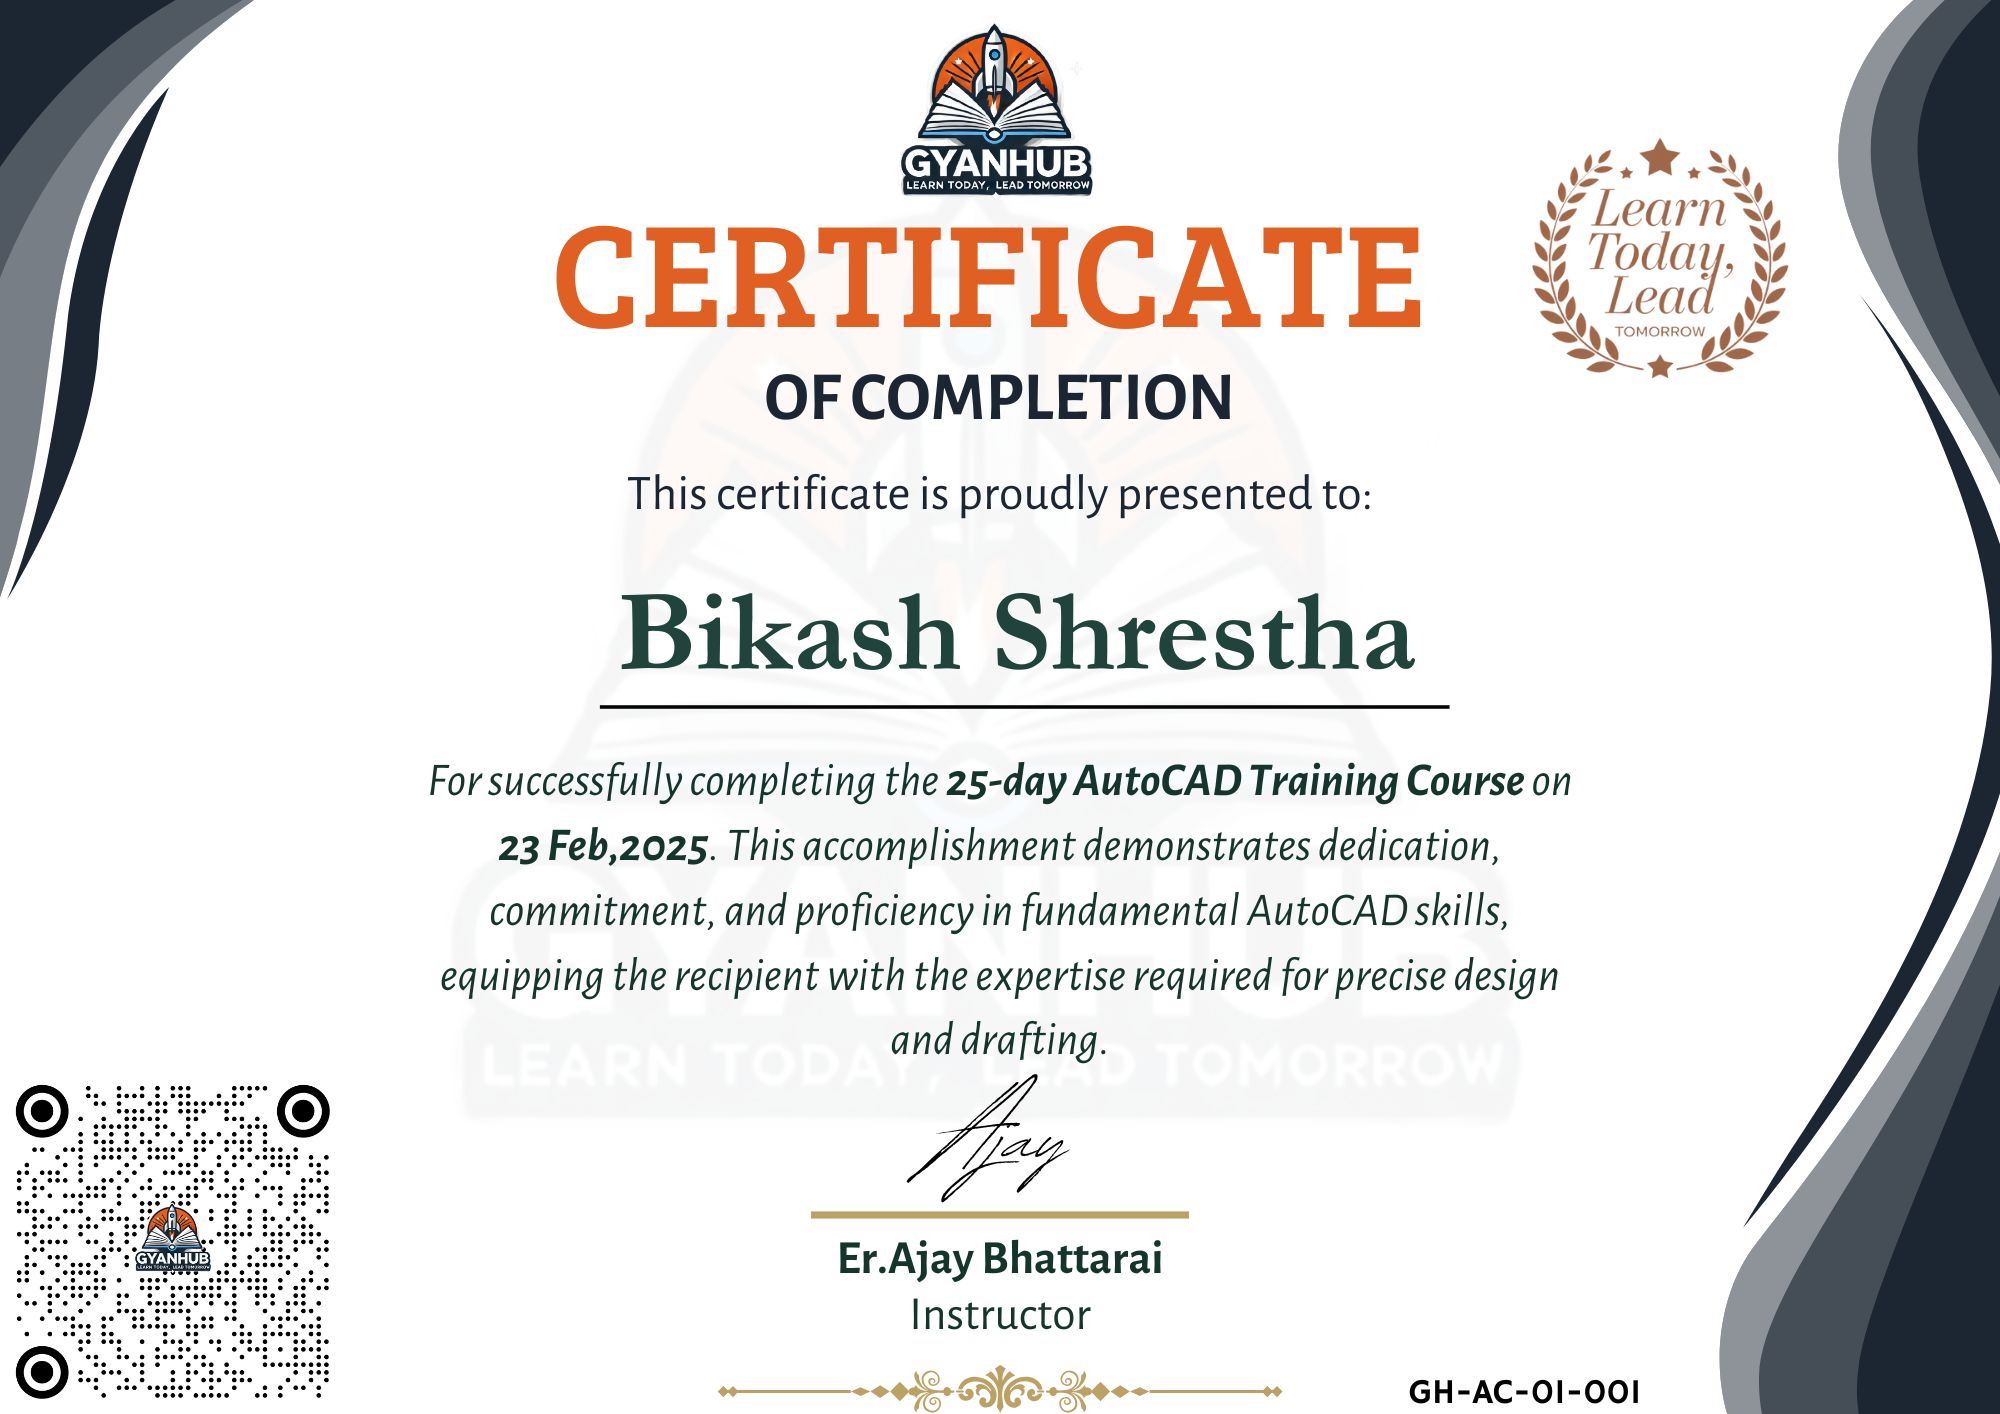 GYANHUB
LEARN TODAY, LEAD TOMORROW
CERTIFICATE
Learn
Today,
Lead
TOMORROW
OF COMPLETION
This certificate is proudly presented to:
Bikash Shrestha
For successfully completing the 25-day AutoCAD Training Course on
23 Feb,2025. This accomplishment demonstrates dedication,
commitment, and proficiency in fundamental AutoCAD skills,
equipping the recipient with the expertise required for precise design
and drafting.
GYANHUB
LEARN TODAY, LEAD TOMORROW
Ajay
GYANHUB
LEARN TODAY, LEAD TOMORROW
Er.Ajay Bhattarai
Instructor
GH-AC-01-001